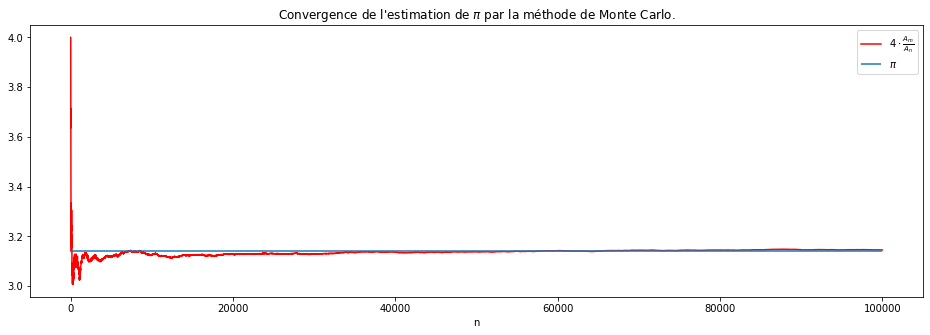 Convergence de l'estimation de π par la méthode de Monte Carlo.
4 · A_m/A_n
π
4.0
3.8
3.6
3.4
3.2
3.0
0 20000 40000 60000 80000 100000
n